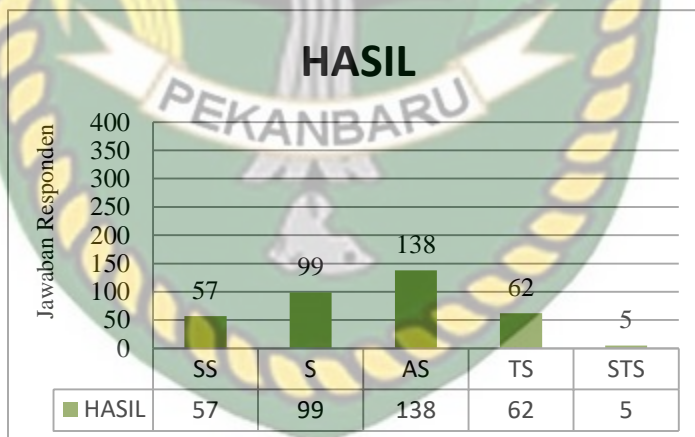 HASIL
PEKANBARU
Jawaban Responden
400
350
300
250
200
150
100
50
0
57
99
138
62
5
SS S AS TS STS
HASIL 57 99 138 62 5